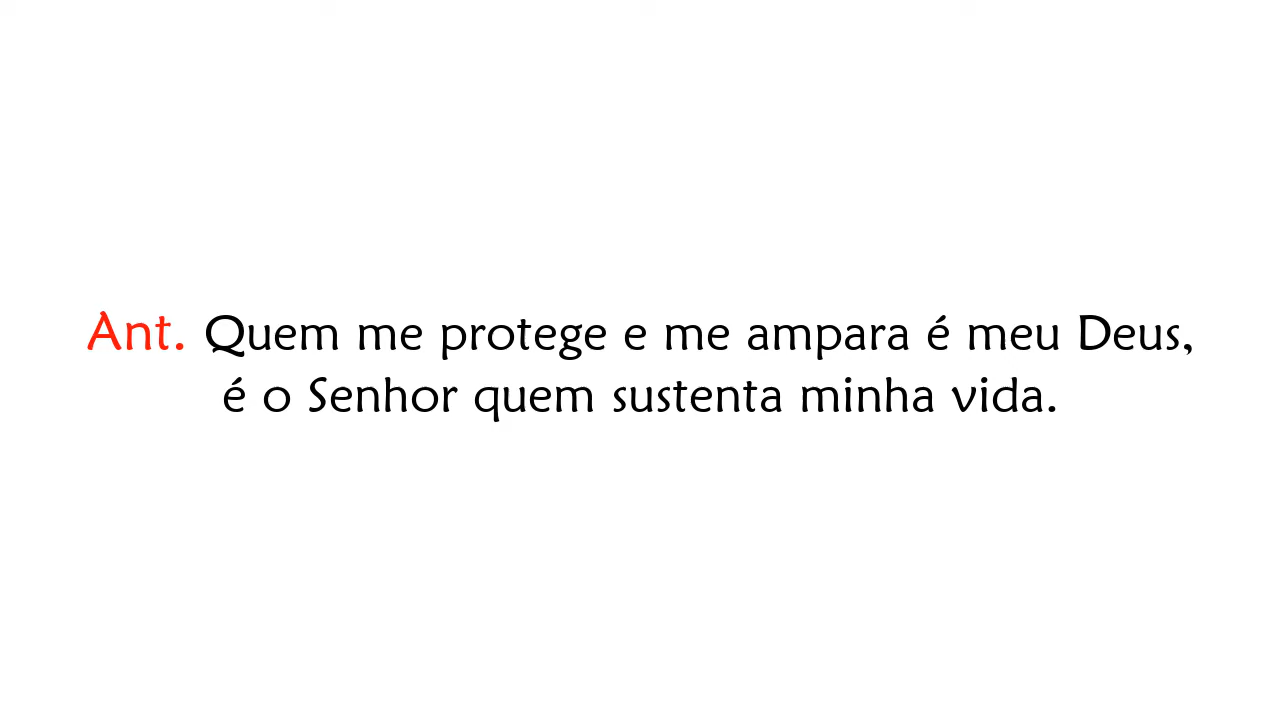 Ant. Quem me protege e me ampara é meu Deus,
é o Senhor quem sustenta minha vida.